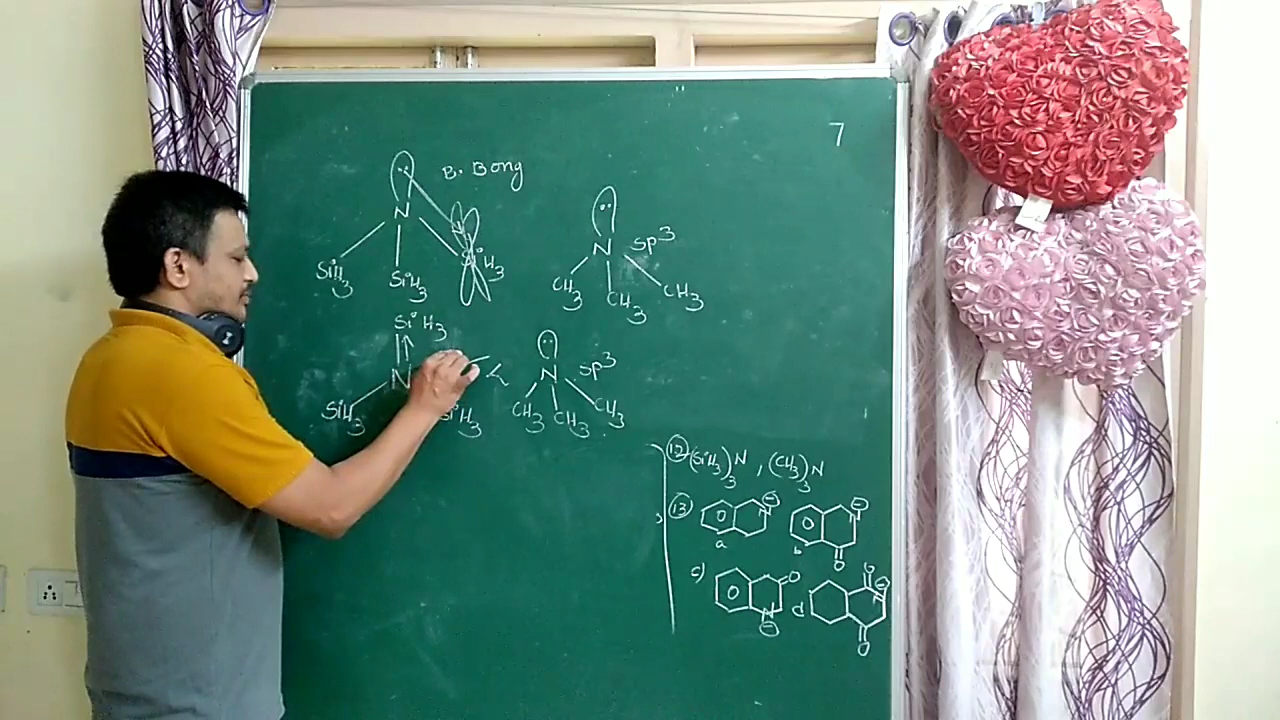 7
B. Bong
N
SiH3 SiH3 SiH3
N sp3
CH3 CH3 CH3
SiH3
N
SiH3 SiH3
<
N sp3
CH3 CH3 CH3
12 (SiH3)3N , (CH3)3N
13
a b
N O
c) O N
d O N O